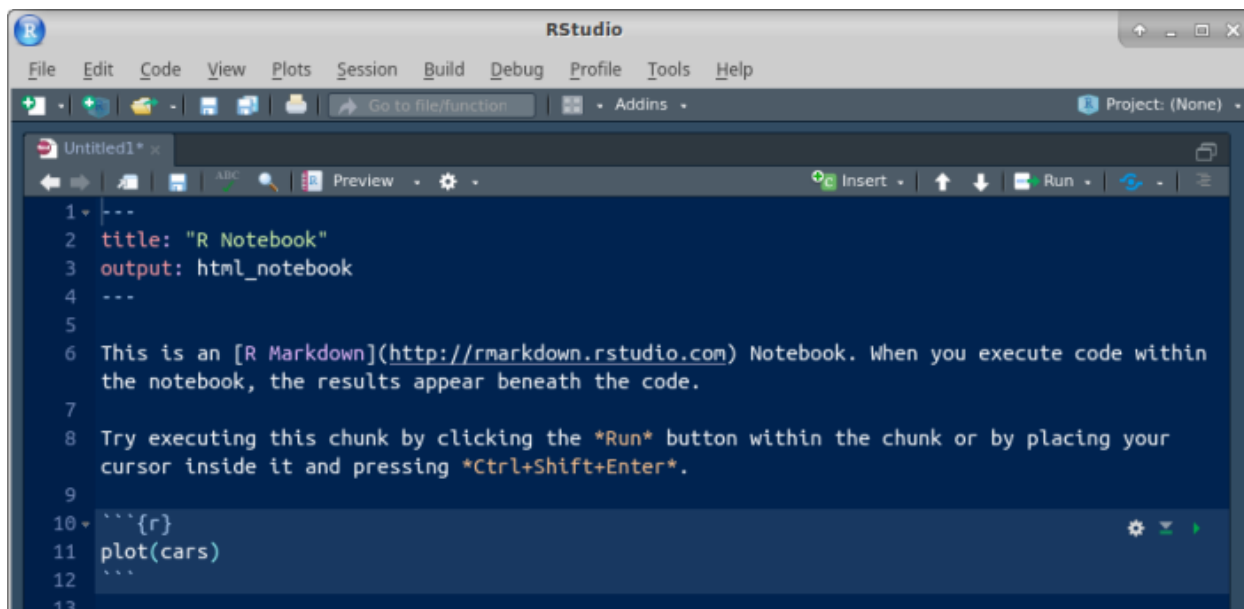 R
RStudio
File Edit Code View Plots Session Build Debug Profile Tools Help
Go to file/function
Addins
R Project: (None)
Untitled1* ×
ABC
Preview
Insert
Run
1 ---
2 title: "R Notebook"
3 output: html_notebook
4 ---
5
6 This is an [R Markdown](http://rmarkdown.rstudio.com) Notebook. When you execute code within
the notebook, the results appear beneath the code.
7
8 Try executing this chunk by clicking the *Run* button within the chunk or by placing your
cursor inside it and pressing *Ctrl+Shift+Enter*.
9
10 ```{r}
11 plot(cars)
12 ```
13